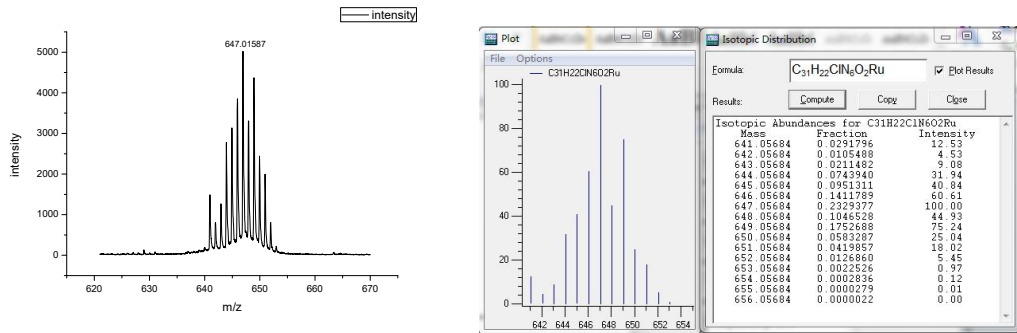 intensity
647.01587
5000
4000
3000
2000
1000
0
intensity
620 630 640 650 660 670
m/z
Plot
File Options
C31H22ClN6O2Ru
100
80
60
40
20
0
642 644 646 648 650 652 654
Isotopic Distribution
Formula: C31H22ClN6O2Ru Plot Results
Results: Compute Copy Close
Isotopic Abundances for C31H22ClN6O2Ru
Mass Fraction Intensity
641.05684 0.0291796 12.53
642.05684 0.0105488 4.53
643.05684 0.0211482 9.08
644.05684 0.0743940 31.94
645.05684 0.0951311 40.84
646.05684 0.1411789 60.61
647.05684 0.2329377 100.00
648.05684 0.1046528 44.93
649.05684 0.1752688 75.24
650.05684 0.0583287 25.04
651.05684 0.0419857 18.02
652.05684 0.0126860 5.45
653.05684 0.0022526 0.97
654.05684 0.0002836 0.12
655.05684 0.0000279 0.01
656.05684 0.0000022 0.00